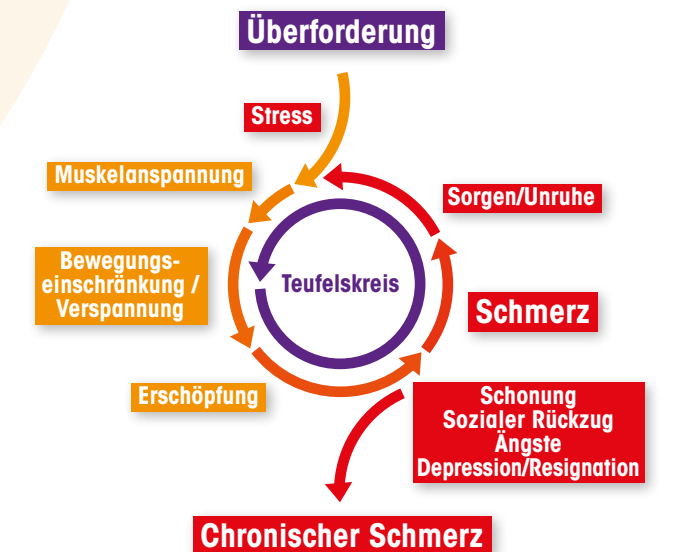 Überforderung
Stress
Muskelanspannung
Sorgen/Unruhe
Bewegungs-
einschränkung /
Verspannung
Teufelskreis
Schmerz
Erschöpfung
Schonung
Sozialer Rückzug
Ängste
Depression/Resignation
Chronischer Schmerz